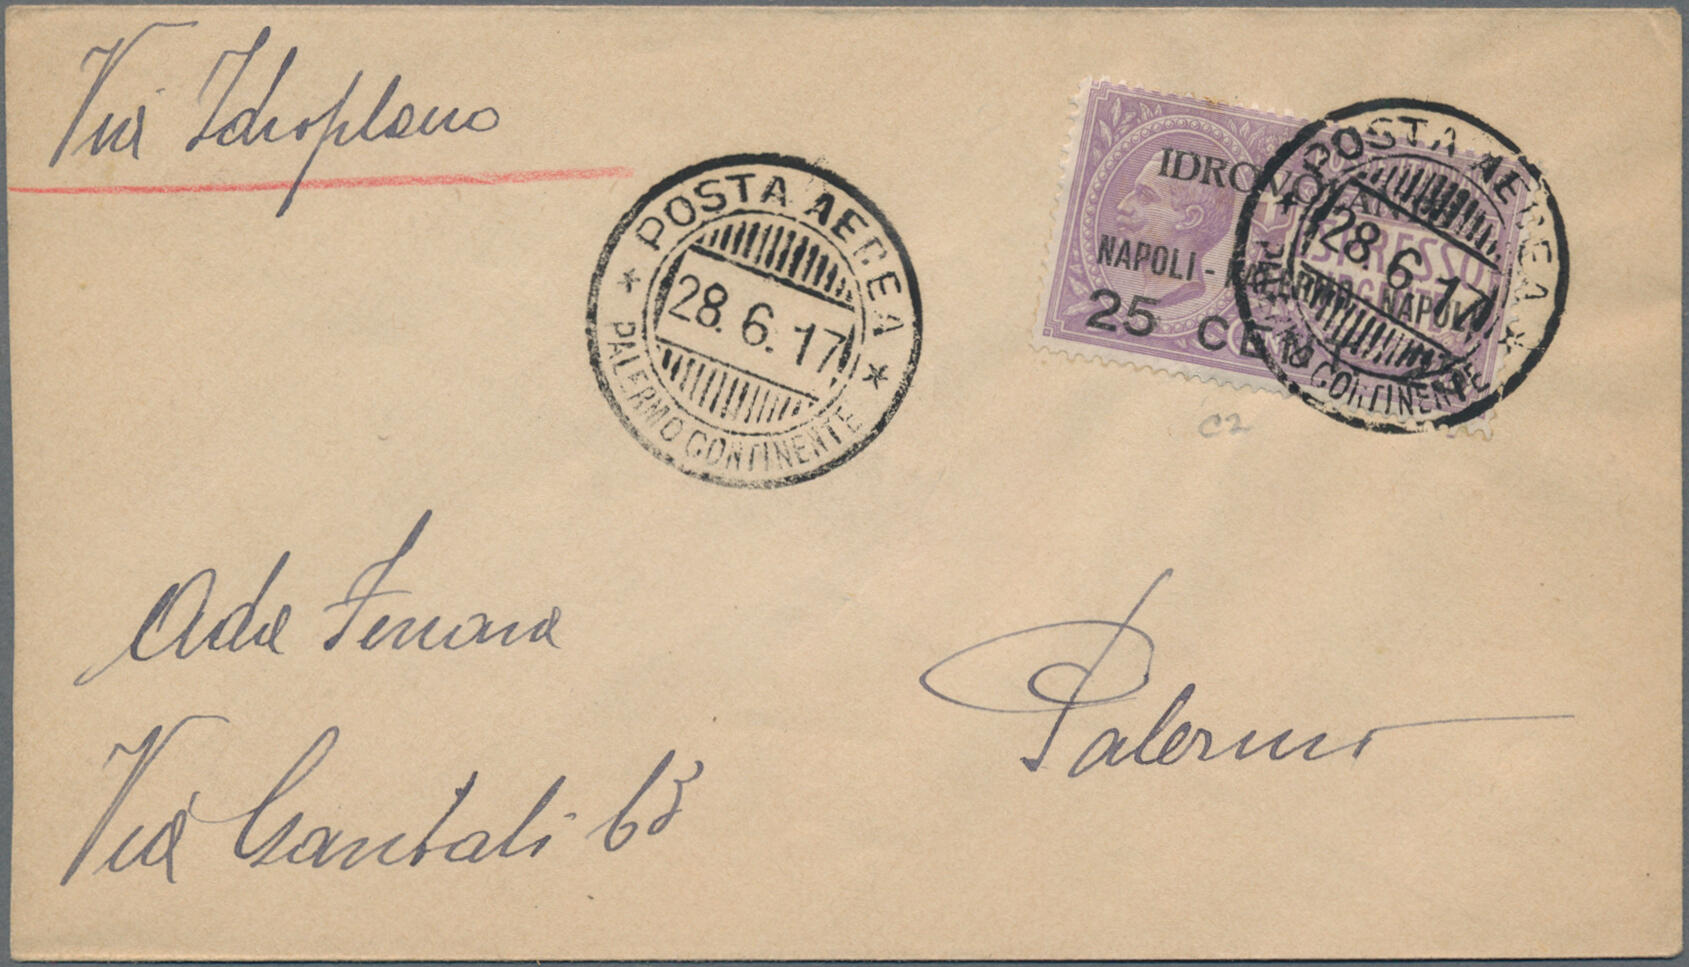 Via Idroplano
POSTA AEREA
28.6.17
PALERMO CONTINENTE
IDROVOLANTE
NAPOLI - PALERMO - NAPOLI
ESPRESSO
25 CENT.
POSTA AEREA
28.6.17
PALERMO CONTINENTE
C2
Ada Ferrara
Via Cantali 63
Palermo